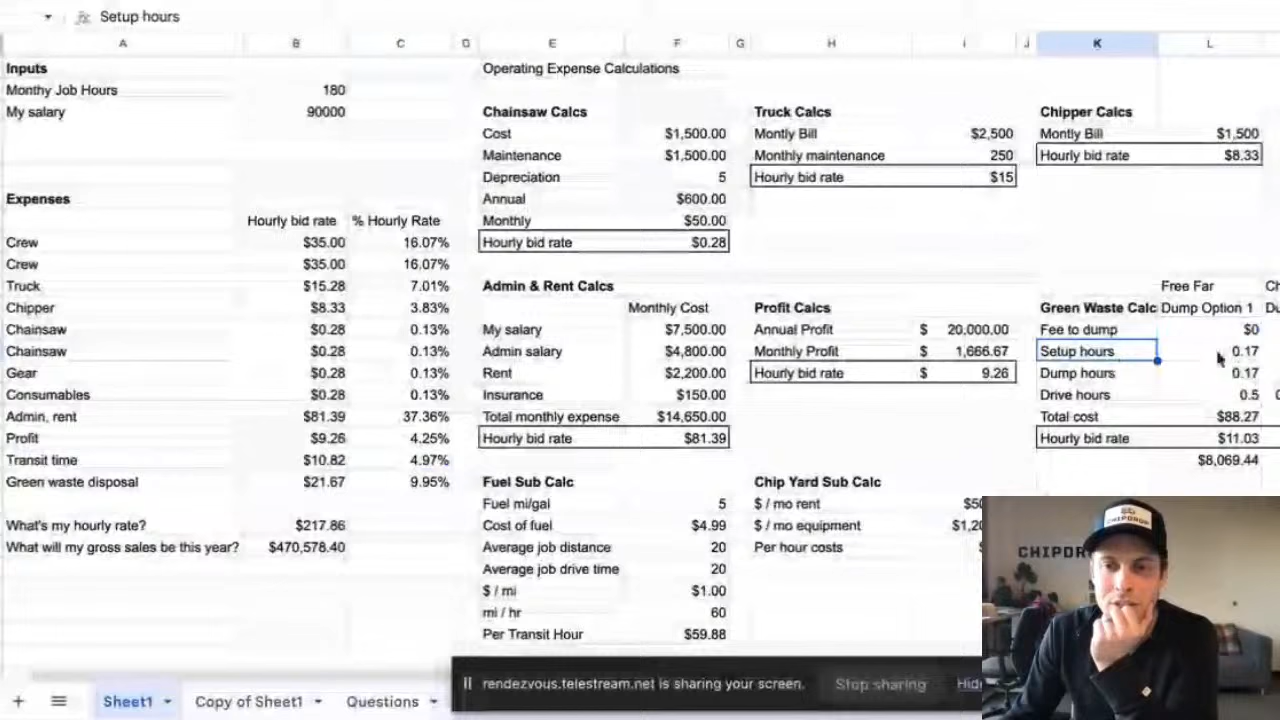 Setup hours
A B C D E F G H I J K L
Inputs
Monthy Job Hours 180
My salary 90000
Expenses
Hourly bid rate % Hourly Rate
Crew $35.00 16.07%
Crew $35.00 16.07%
Truck $15.28 7.01%
Chipper $8.33 3.83%
Chainsaw $0.28 0.13%
Chainsaw $0.28 0.13%
Gear $0.28 0.13%
Consumables $0.28 0.13%
Admin, rent $81.39 37.36%
Profit $9.26 4.25%
Transit time $10.82 4.97%
Green waste disposal $21.67 9.95%
What's my hourly rate? $217.86
What will my gross sales be this year? $470,578.40
Operating Expense Calculations
Chainsaw Calcs
Cost $1,500.00
Maintenance $1,500.00
Depreciation 5
Annual $600.00
Monthly $50.00
Hourly bid rate $0.28
Truck Calcs
Montly Bill $2,500
Monthly maintenance 250
Hourly bid rate $15
Chipper Calcs
Montly Bill $1,500
Hourly bid rate $8.33
Admin & Rent Calcs
Monthly Cost
My salary $7,500.00
Admin salary $4,800.00
Rent $2,200.00
Insurance $150.00
Total monthly expense $14,650.00
Hourly bid rate $81.39
Profit Calcs
Annual Profit $ 20,000.00
Monthly Profit $ 1,666.67
Hourly bid rate $ 9.26
Free Far
Green Waste Calc Dump Option 1
Fee to dump $0
Setup hours 0.17
Dump hours 0.17
Drive hours 0.5
Total cost $88.27
Hourly bid rate $11.03
$8,069.44
Fuel Sub Calc
Fuel mi/gal 5
Cost of fuel $4.99
Average job distance 20
Average job drive time 20
$ / mi $1.00
mi / hr 60
Per Transit Hour $59.88
Chip Yard Sub Calc
$ / mo rent
$ / mo equipment
Per hour costs
CHIPDROP
Sheet1 Copy of Sheet1 Questions
rendezvous.telestream.net is sharing your screen. Stop sharing